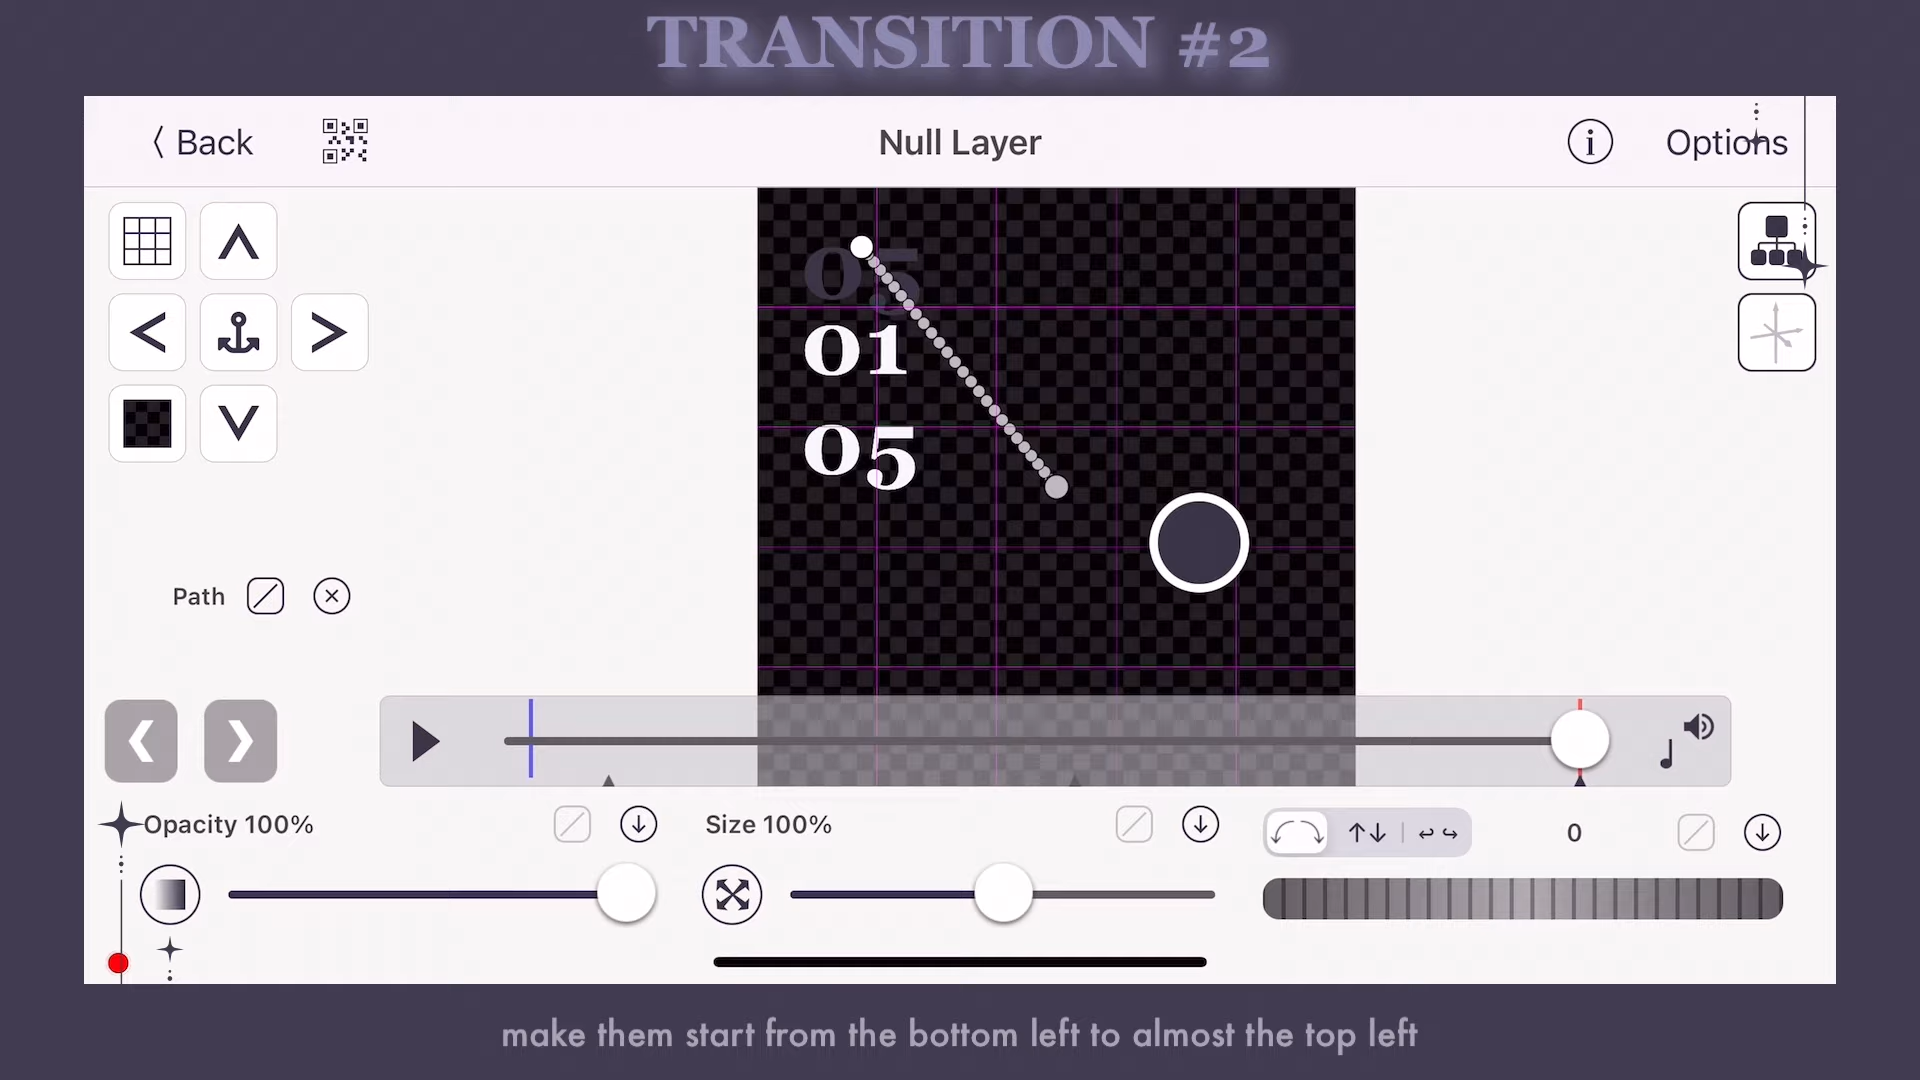 TRANSITION #2
Back
Null Layer
i
Options
05
01
05
Path
Opacity 100%
Size 100%
0
make them start from the bottom left to almost the top left